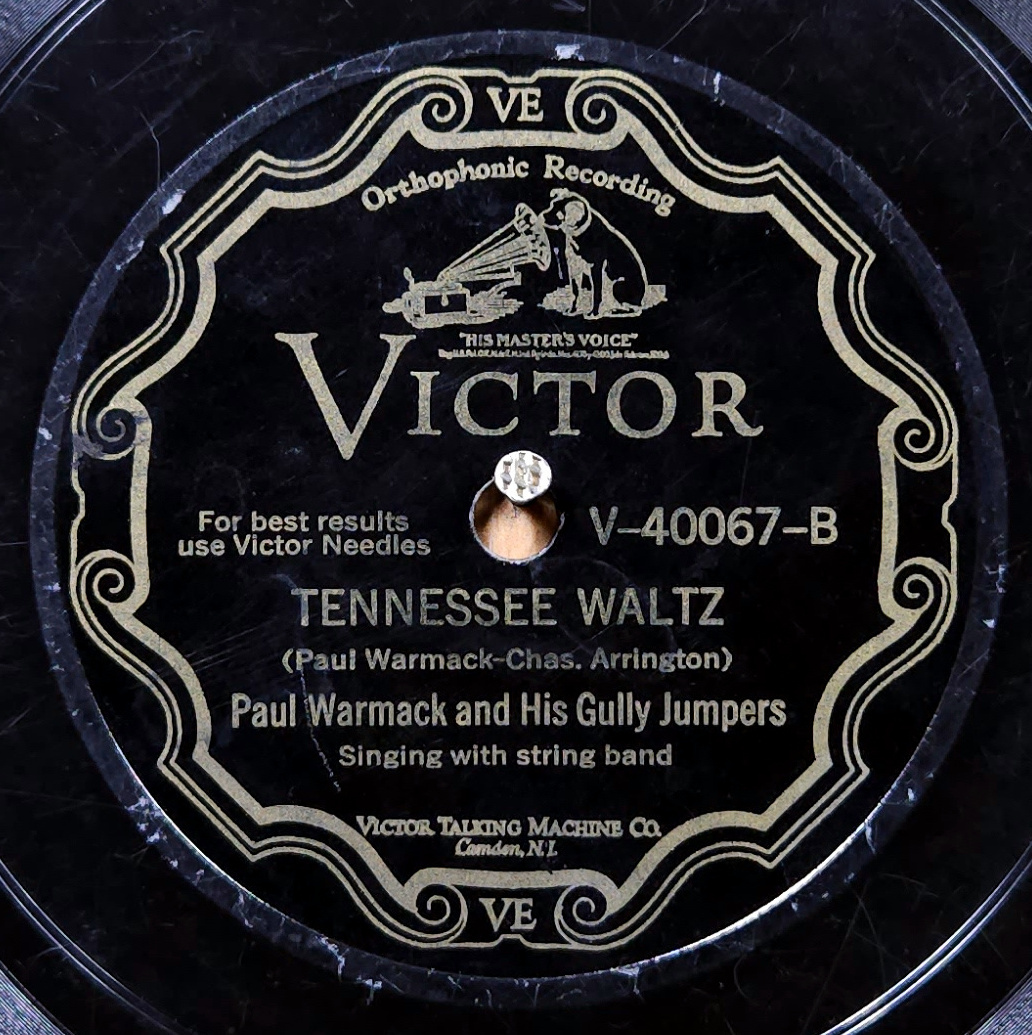 VE
Orthophonic Recording
"HIS MASTER'S VOICE"
VICTOR
For best results
use Victor Needles
V-40067-B
TENNESSEE WALTZ
(Paul Warmack-Chas. Arrington)
Paul Warmack and His Gully Jumpers
Singing with string band
VICTOR TALKING MACHINE CO.
Camden, N.J.
VE